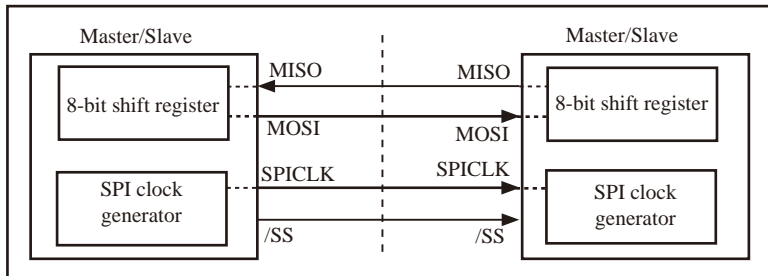 Master/Slave
Master/Slave
MISO
MISO
8-bit shift register
8-bit shift register
MOSI
MOSI
SPICLK
SPICLK
SPI clock
generator
SPI clock
generator
/SS
/SS